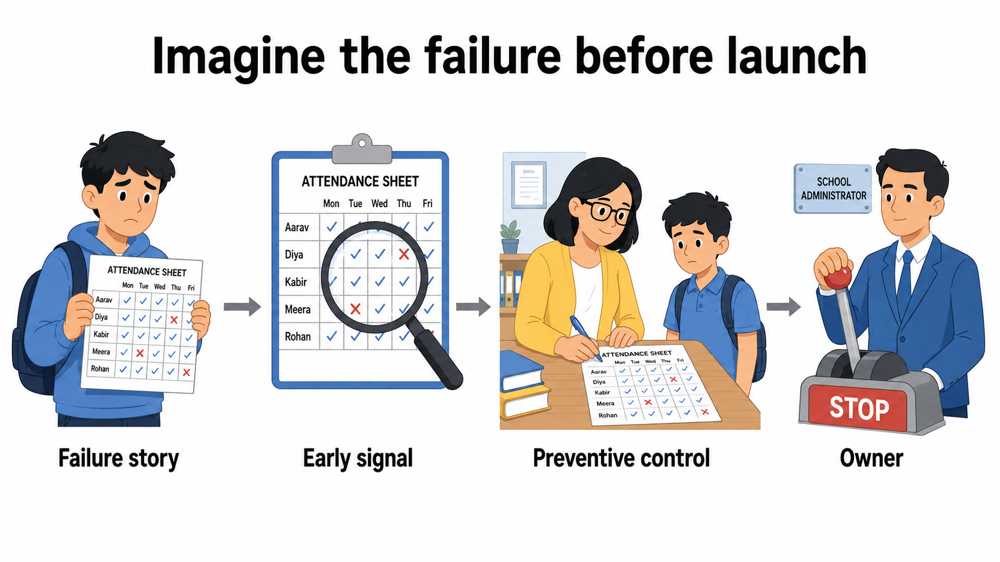 Imagine the failure before launch
ATTENDANCE SHEET
Mon Tue Wed Thu Fri
Aarav
Diya
Kabir
Meera
Rohan
Failure story
ATTENDANCE SHEET
Mon Tue Wed Thu Fri
Aarav
Diya
Kabir
Meera
Rohan
Early signal
ATTENDANCE SHEET
Mon Tue Wed Thu Fri
Aarav
Diya
Kabir
Meera
Rohan
Preventive control
SCHOOL
ADMINISTRATOR
STOP
Owner